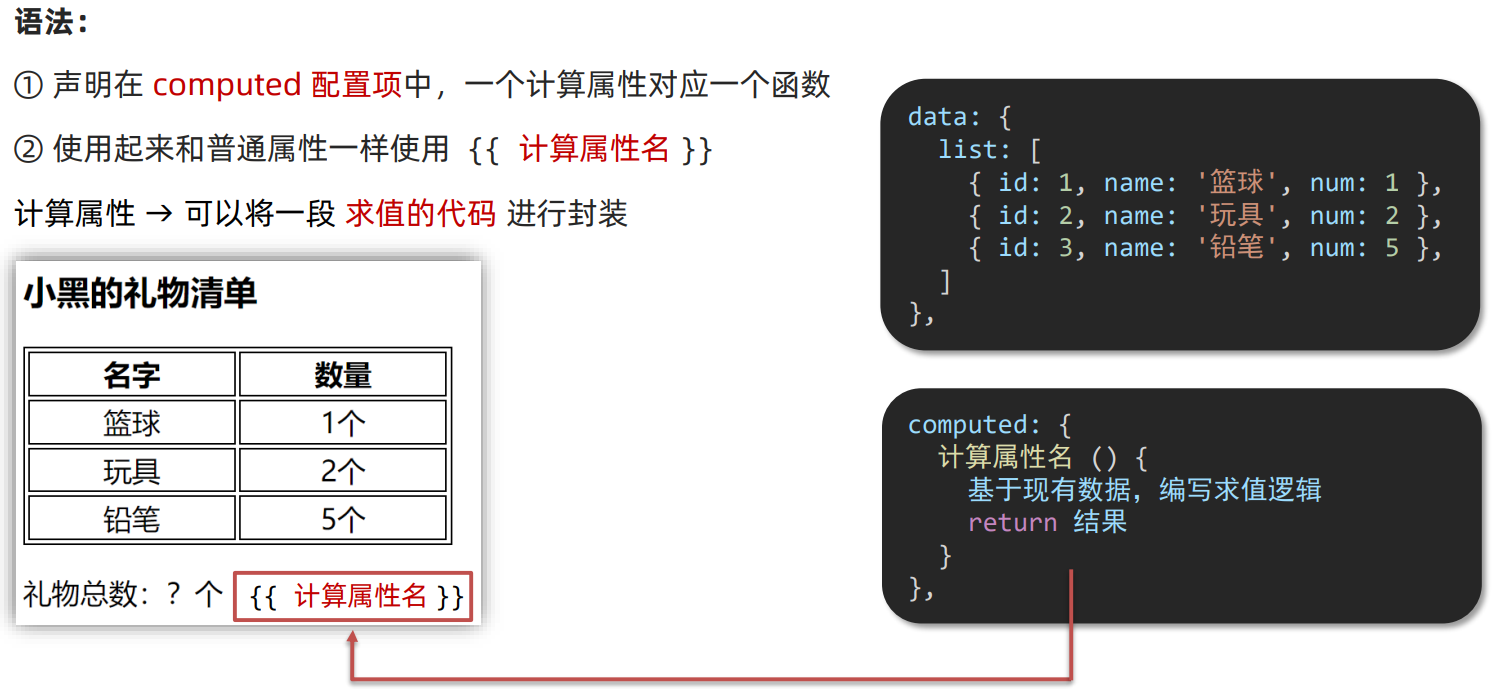 语法：
① 声明在 computed 配置项中，一个计算属性对应一个函数
② 使用起来和普通属性一样使用 {{ 计算属性名 }}
计算属性 → 可以将一段 求值的代码 进行封装
小黑的礼物清单
名字 数量
篮球 1个
玩具 2个
铅笔 5个
礼物总数：? 个 {{ 计算属性名 }}
data: {
list: [
{ id: 1, name: '篮球', num: 1 },
{ id: 2, name: '玩具', num: 2 },
{ id: 3, name: '铅笔', num: 5 },
]
},
computed: {
计算属性名 () {
基于现有数据，编写求值逻辑
return 结果
}
},